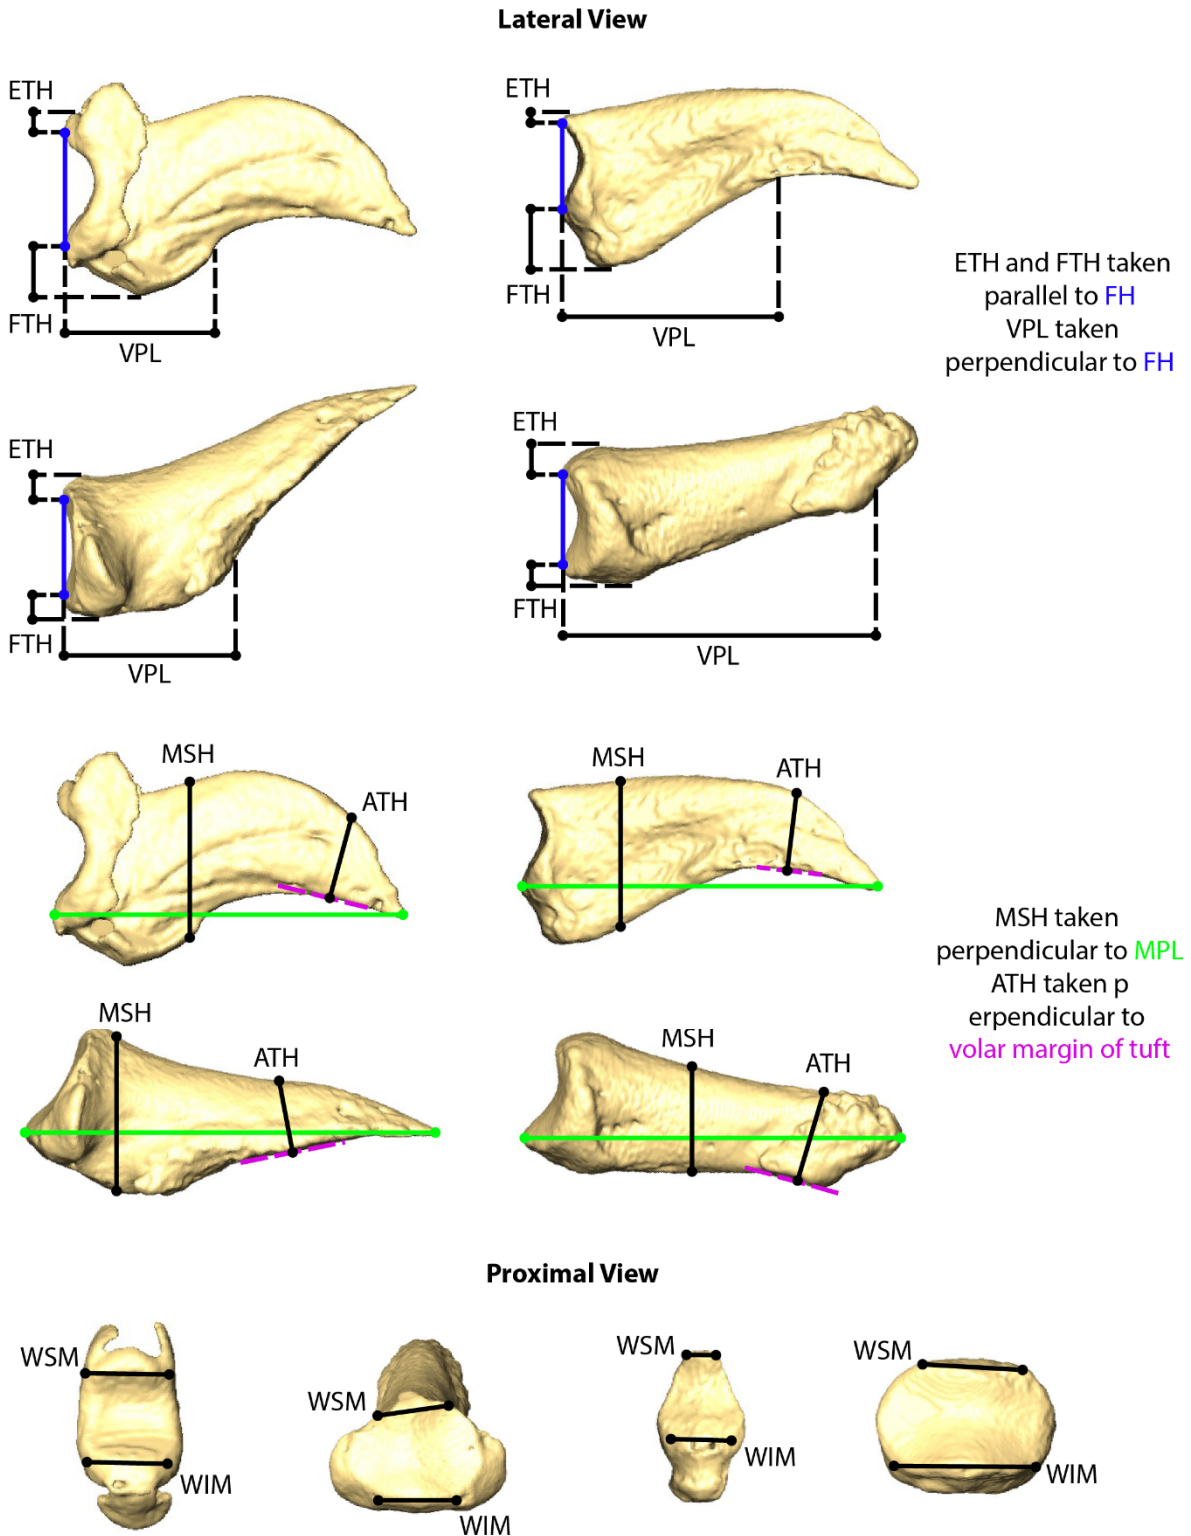 Lateral View
ETH
ETH
FTH
FTH
VPL
VPL
ETH and FTH taken
parallel to FH
VPL taken
perpendicular to FH
ETH
ETH
FTH
FTH
VPL
VPL
MSH
ATH
MSH
ATH
MSH taken
perpendicular to MPL
ATH taken p
erpendicular to
volar margin of tuft
MSH
ATH
MSH
ATH
Proximal View
WSM
WIM
WSM
WIM
WSM
WIM
WSM
WIM